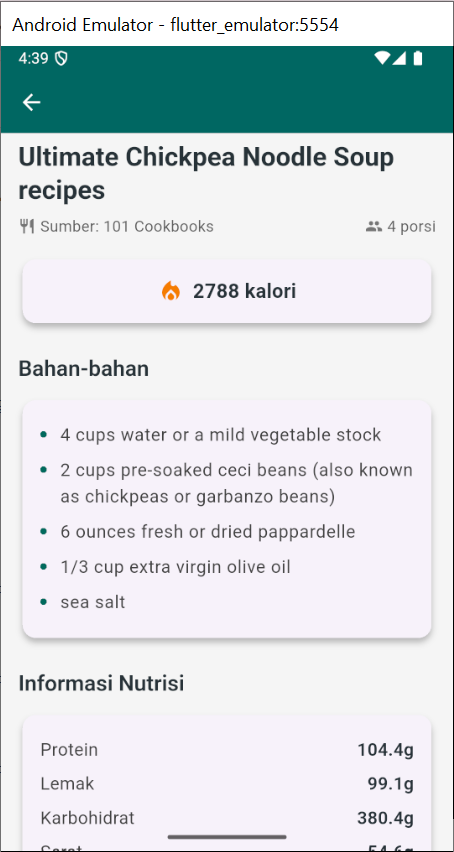 Android Emulator - flutter_emulator:5554
4:39
Ultimate Chickpea Noodle Soup
recipes
Sumber: 101 Cookbooks
4 porsi
2788 kalori
Bahan-bahan
• 4 cups water or a mild vegetable stock
• 2 cups pre-soaked ceci beans (also known
as chickpeas or garbanzo beans)
• 6 ounces fresh or dried pappardelle
• 1/3 cup extra virgin olive oil
• sea salt
Informasi Nutrisi
Protein 104.4g
Lemak 99.1g
Karbohidrat 380.4g
Serat 54.6g